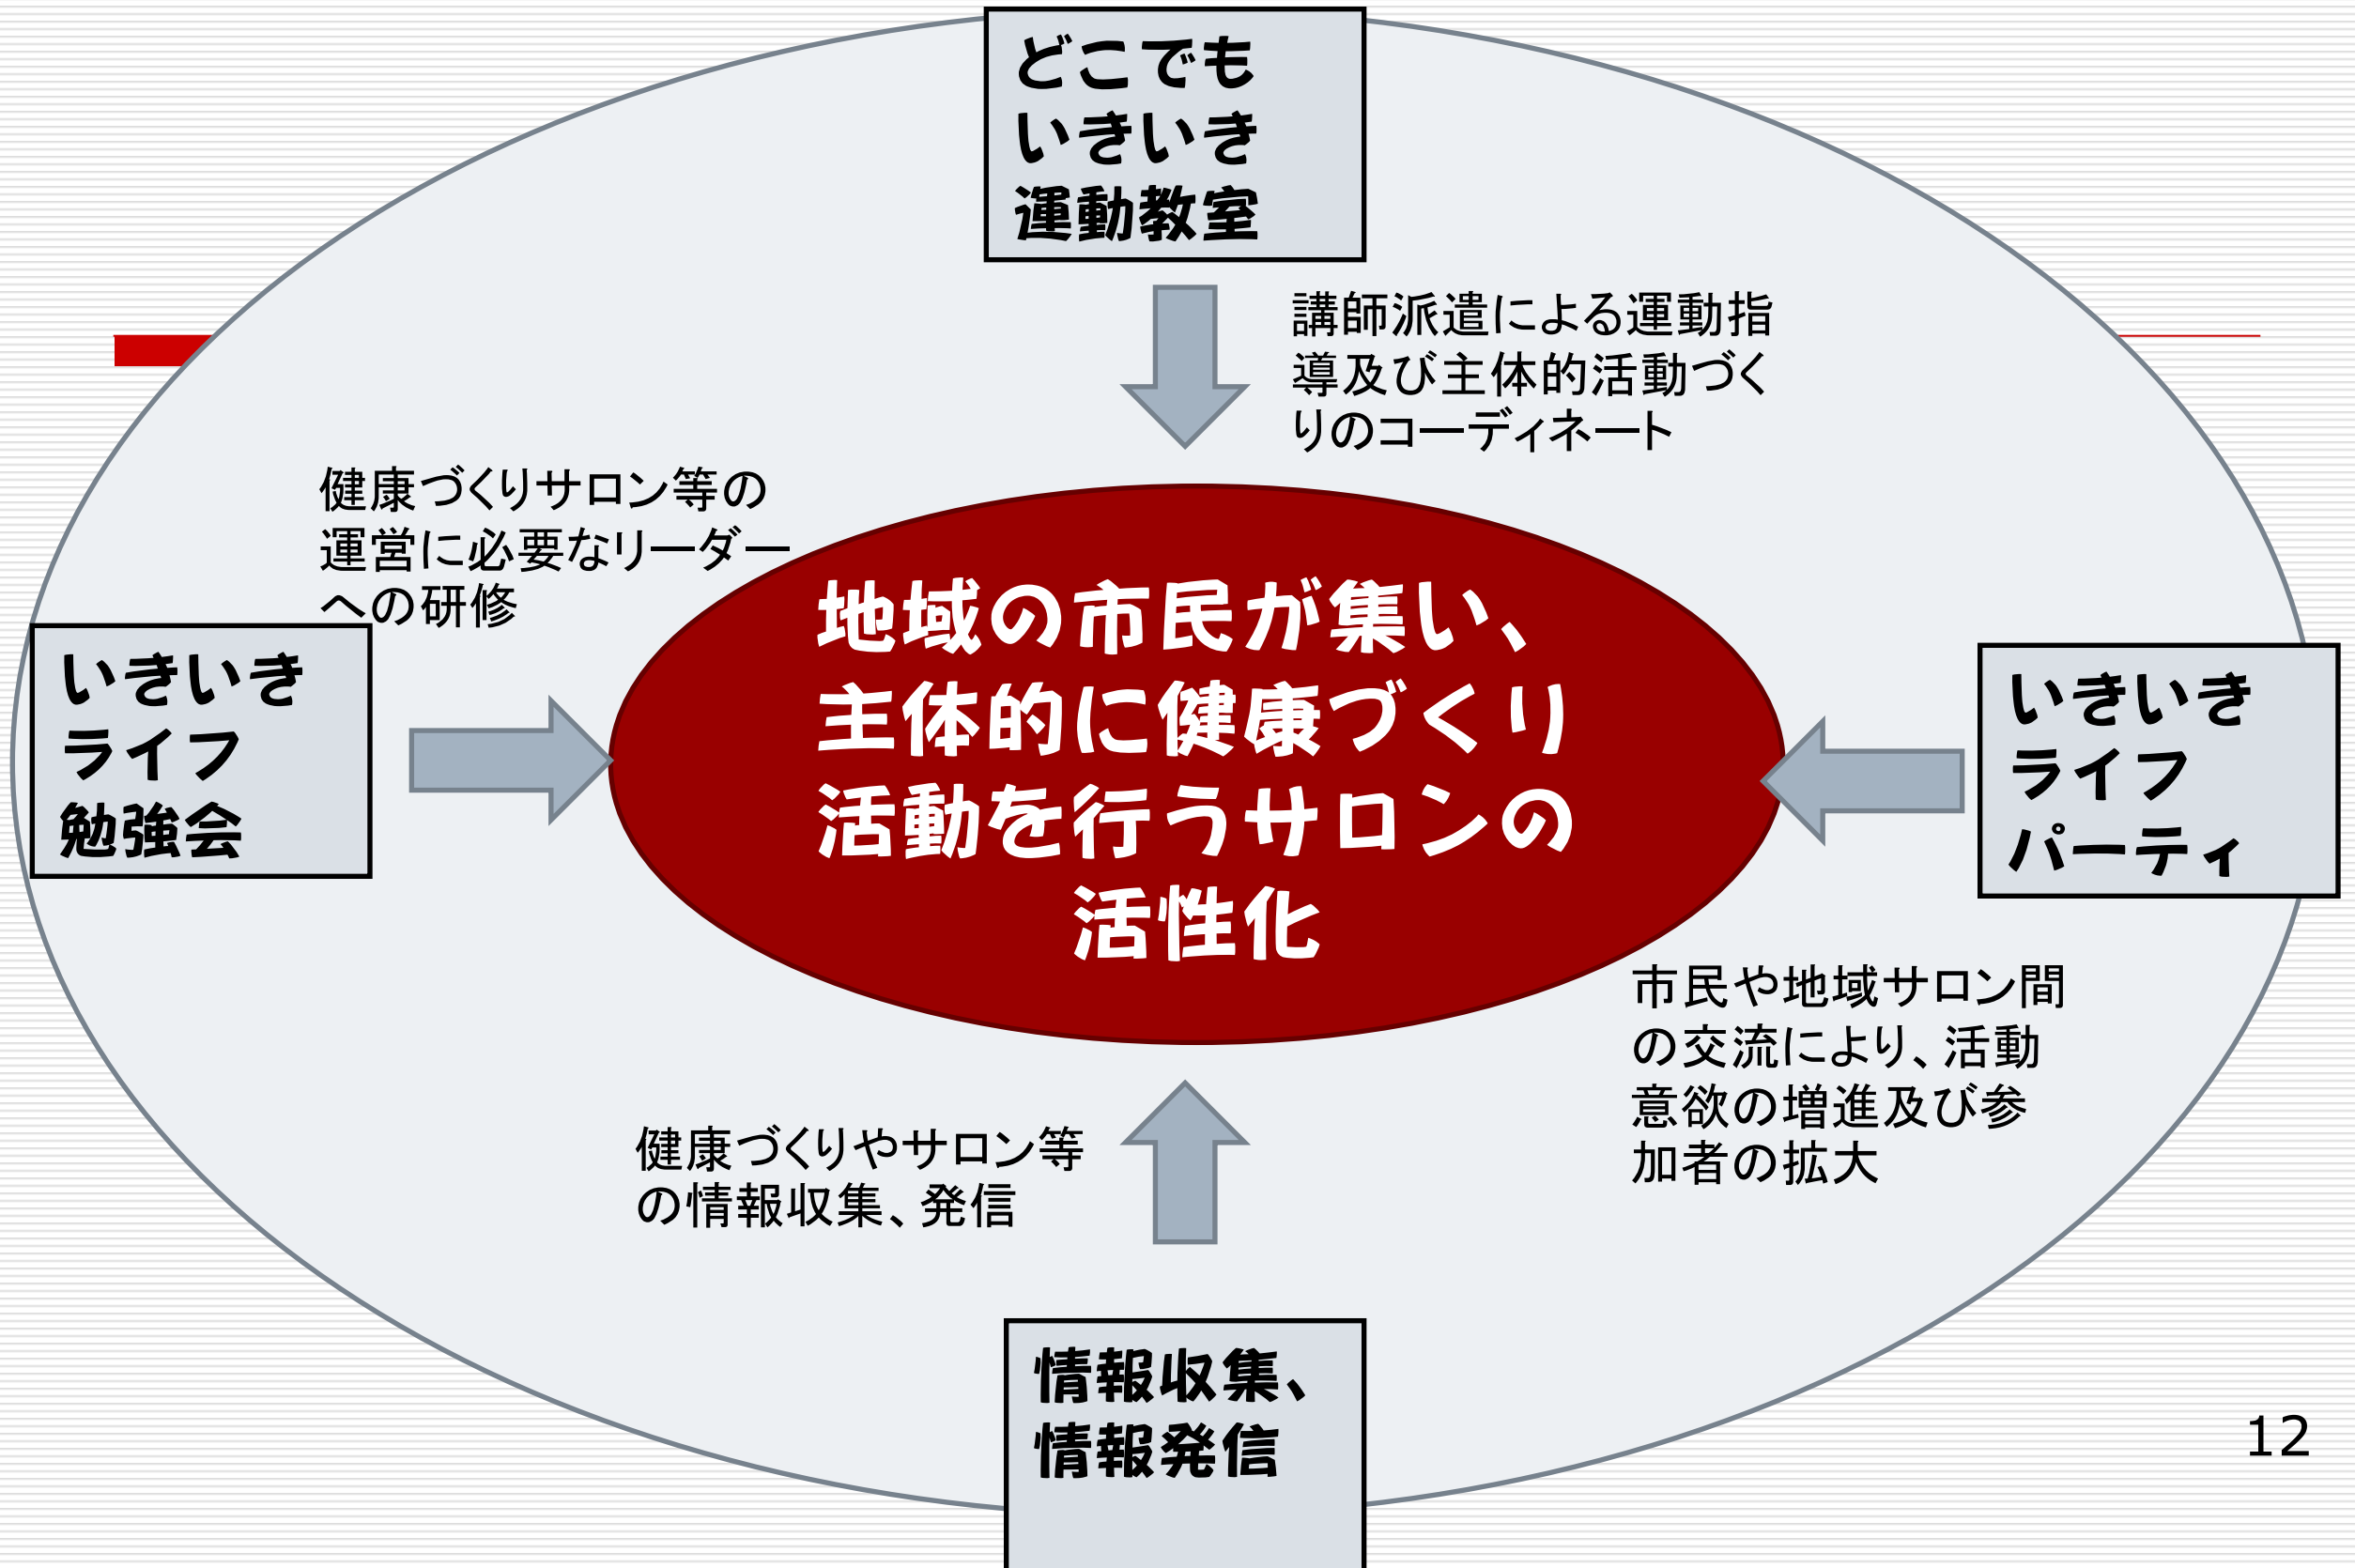 どこでも
いきいき
運動教室
講師派遣による運動指
導及び主体的活動づく
りのコーディネート
健康づくりサロン等の
運営に必要なリーダー
への研修
いきいき
ライフ
勉強会
地域の市民が集い、
主体的に健康づくり
活動を行うサロンの
活性化
いきいき
ライフ
パーティ
市民や地域サロン間
の交流により、活動
意欲の増進及び参
加者の拡大
健康づくりやサロン等
の情報収集、発信
情報収集、
情報発信
12